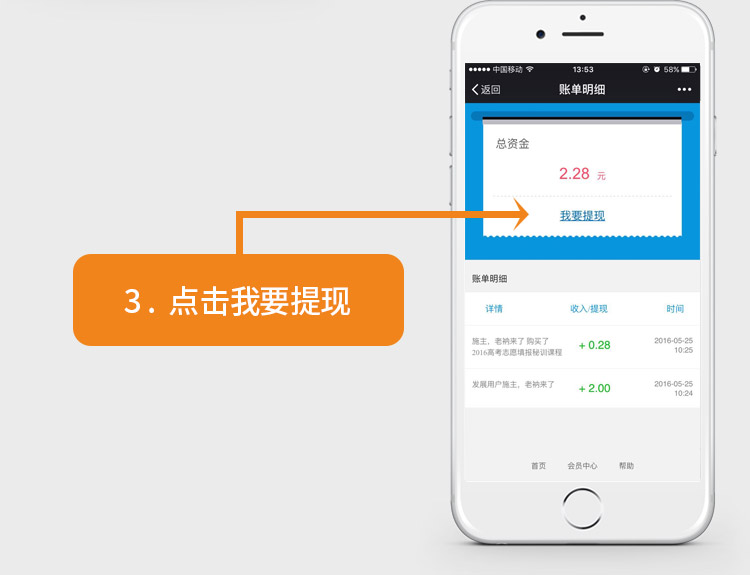 中国移动
13:53
58%
返回
账单明细
总资金
2.28 元
我要提现
3. 点击我要提现
账单明细
详情 收入/提现 时间
施主，老衲来了 购买了
2016高考志愿填报秘训课程
+ 0.28
2016-05-25
10:25
发展用户施主，老衲来了
+ 2.00
2016-05-25
10:24
首页 会员中心 帮助